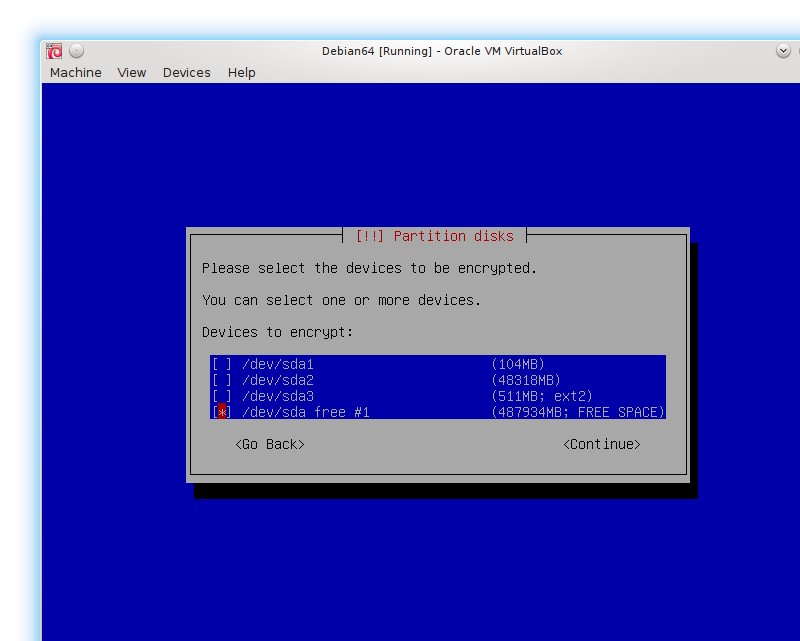 Debian64 [Running] - Oracle VM VirtualBox
Machine View Devices Help
[!!] Partition disks
Please select the devices to be encrypted.
You can select one or more devices.
Devices to encrypt:
[ ] /dev/sda1 (104MB)
[ ] /dev/sda2 (48318MB)
[ ] /dev/sda3 (511MB; ext2)
[*] /dev/sda free #1 (487934MB; FREE SPACE)
<Go Back> <Continue>